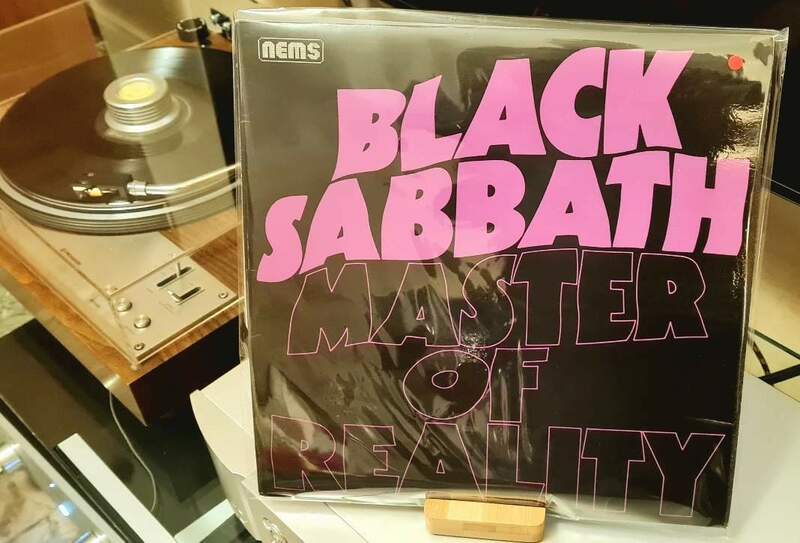 nems
BLACK
SABBATH
MASTER
OF
REALITY